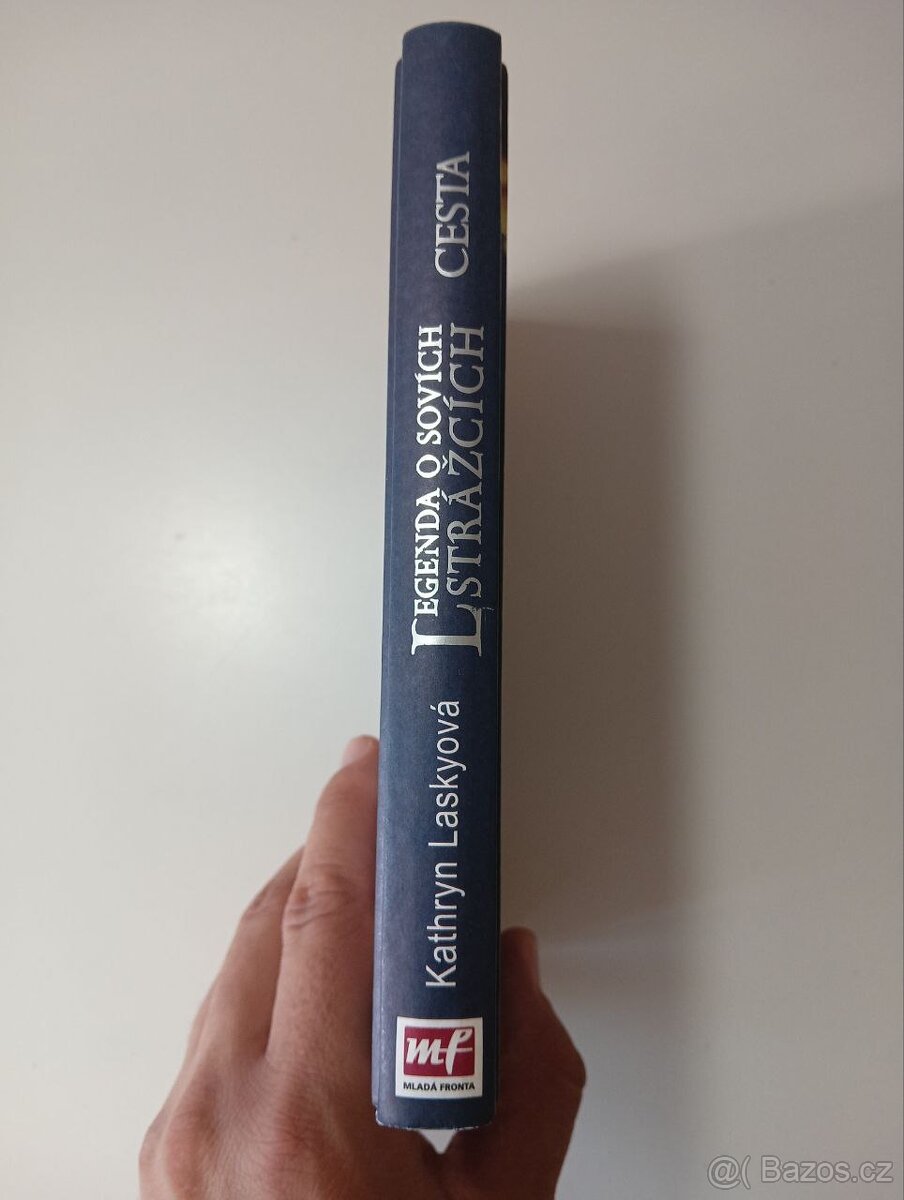 Kathryn Laskyová
LEGENDA O SOVÍCH
STRÁŽCÍCH
CESTA
mf
MLADÁ FRONTA
@( Bazos.cz